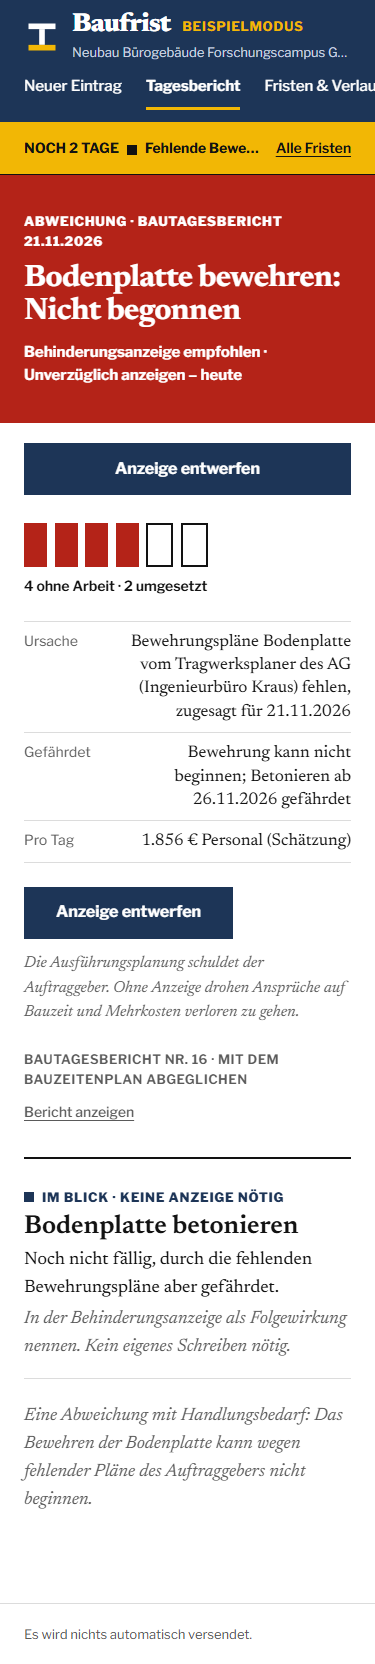 Baufrist BEISPIELMODUS
Neubau Bürogebäude Forschungscampus G...
Neuer Eintrag Tagesbericht Fristen & Verlau
NOCH 2 TAGE Fehlende Bewe... Alle Fristen
ABWEICHUNG · BAUTAGESBERICHT
21.11.2026
Bodenplatte bewehren:
Nicht begonnen
Behinderungsanzeige empfohlen ·
Unverzüglich anzeigen – heute
Anzeige entwerfen
4 ohne Arbeit · 2 umgesetzt
Ursache Bewehrungspläne Bodenplatte
vom Tragwerksplaner des AG
(Ingenieurbüro Kraus) fehlen,
zugesagt für 21.11.2026
Gefährdet Bewehrung kann nicht
beginnen; Betonieren ab
26.11.2026 gefährdet
Pro Tag 1.856 € Personal (Schätzung)
Anzeige entwerfen
Die Ausführungsplanung schuldet der
Auftraggeber. Ohne Anzeige drohen Ansprüche auf
Bauzeit und Mehrkosten verloren zu gehen.
BAUTAGESBERICHT NR. 16 · MIT DEM
BAUZEITENPLAN ABGEGLICHEN
Bericht anzeigen
IM BLICK · KEINE ANZEIGE NÖTIG
Bodenplatte betonieren
Noch nicht fällig, durch die fehlenden
Bewehrungspläne aber gefährdet.
In der Behinderungsanzeige als Folgewirkung
nennen. Kein eigenes Schreiben nötig.
Eine Abweichung mit Handlungsbedarf: Das
Bewehren der Bodenplatte kann wegen
fehlender Pläne des Auftraggebers nicht
beginnen.
Es wird nichts automatisch versendet.